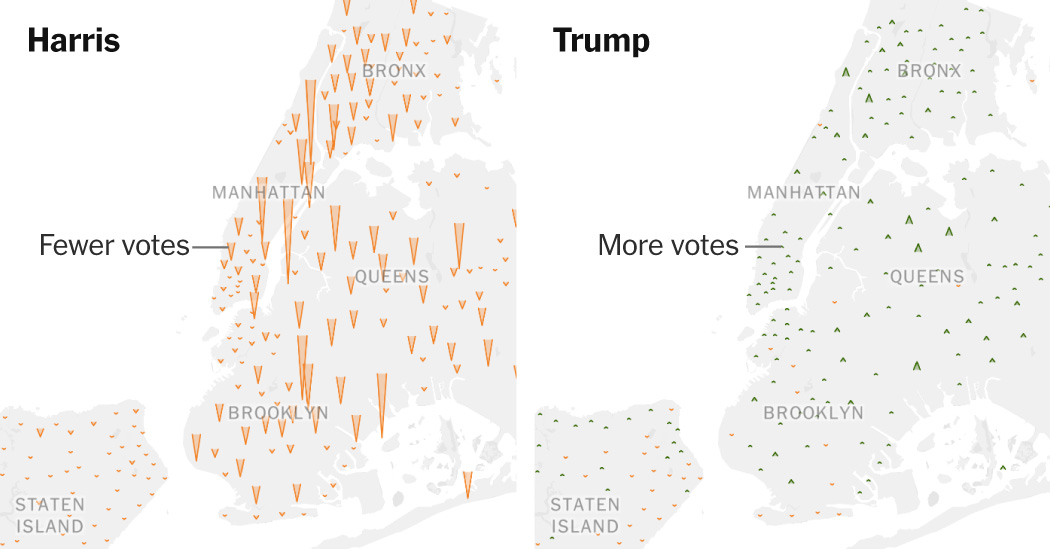 Harris
BRONX
MANHATTAN
Fewer votes
QUEENS
BROOKLYN
STATEN
ISLAND
Trump
BRONX
MANHATTAN
More votes
QUEENS
BROOKLYN
STATEN
ISLAND